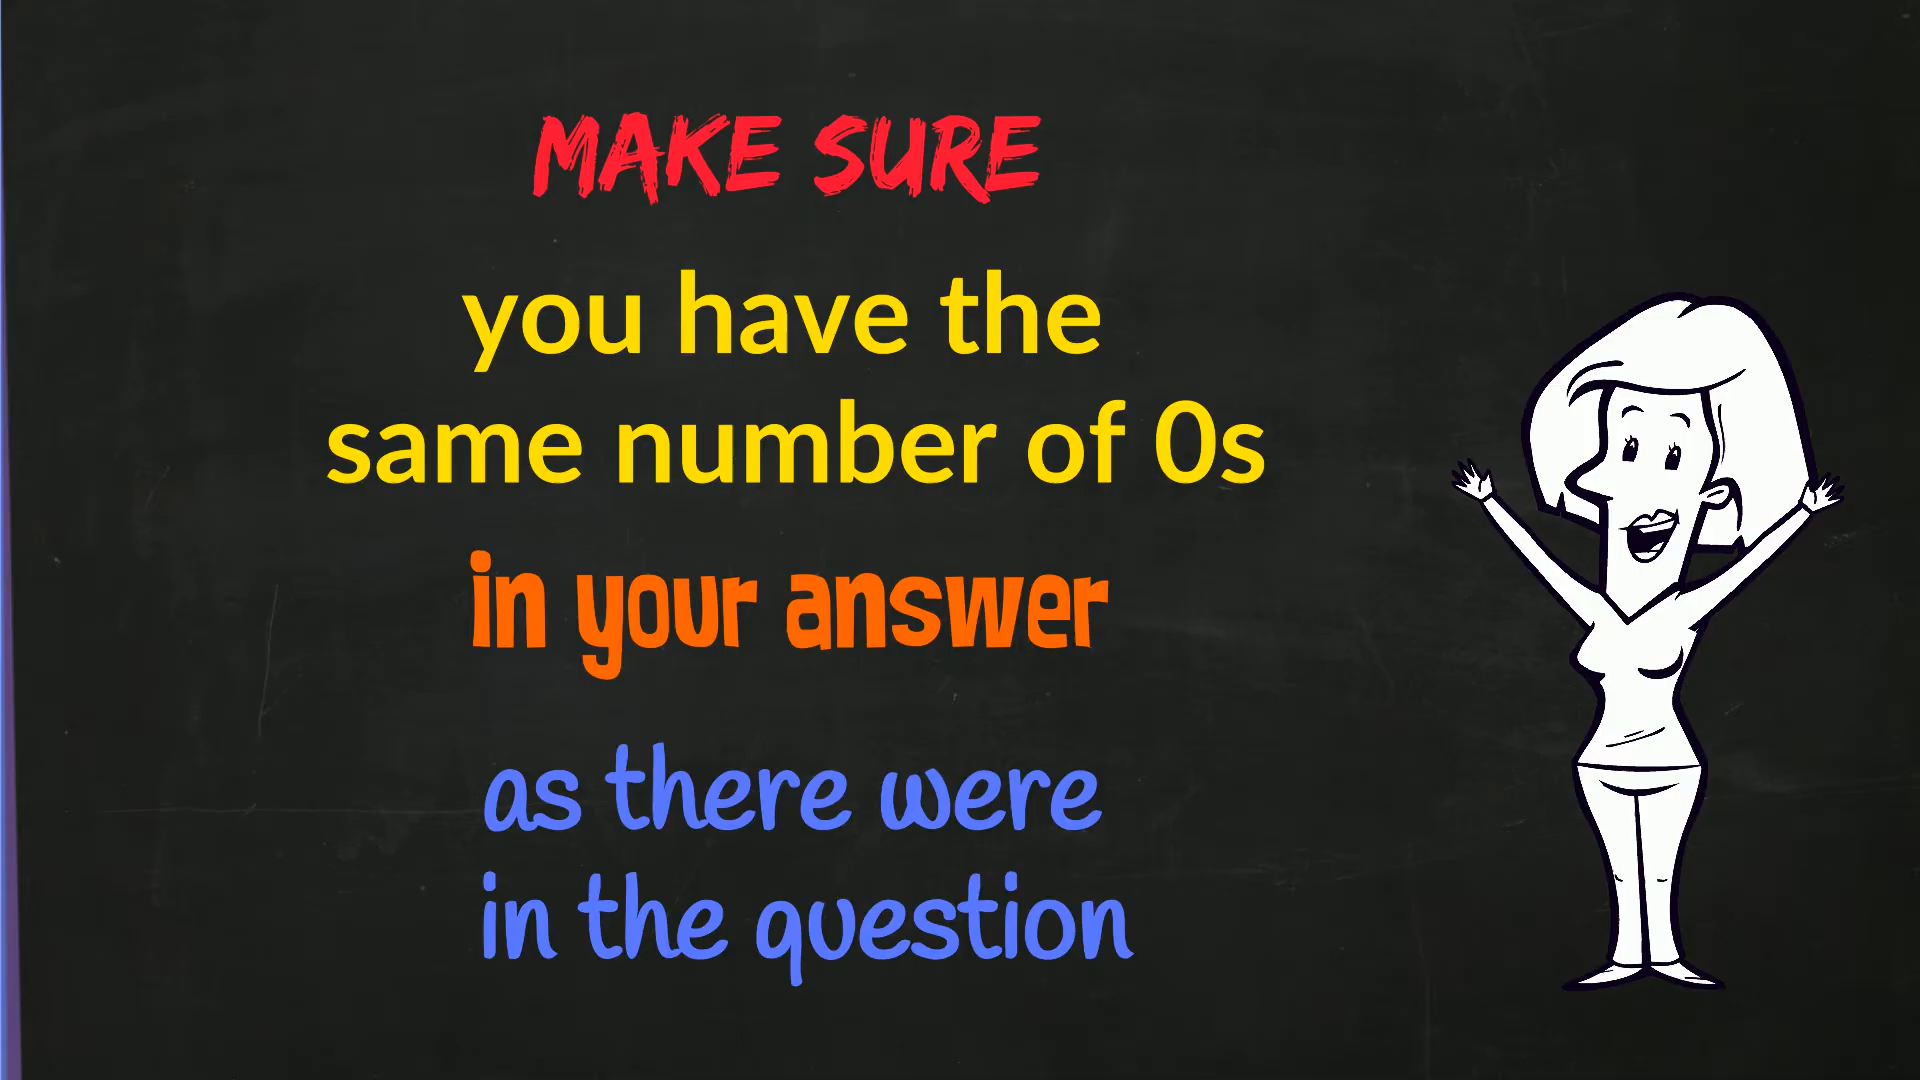 MAKE SURE
you have the
same number of 0s
in your answer
as there were
in the question